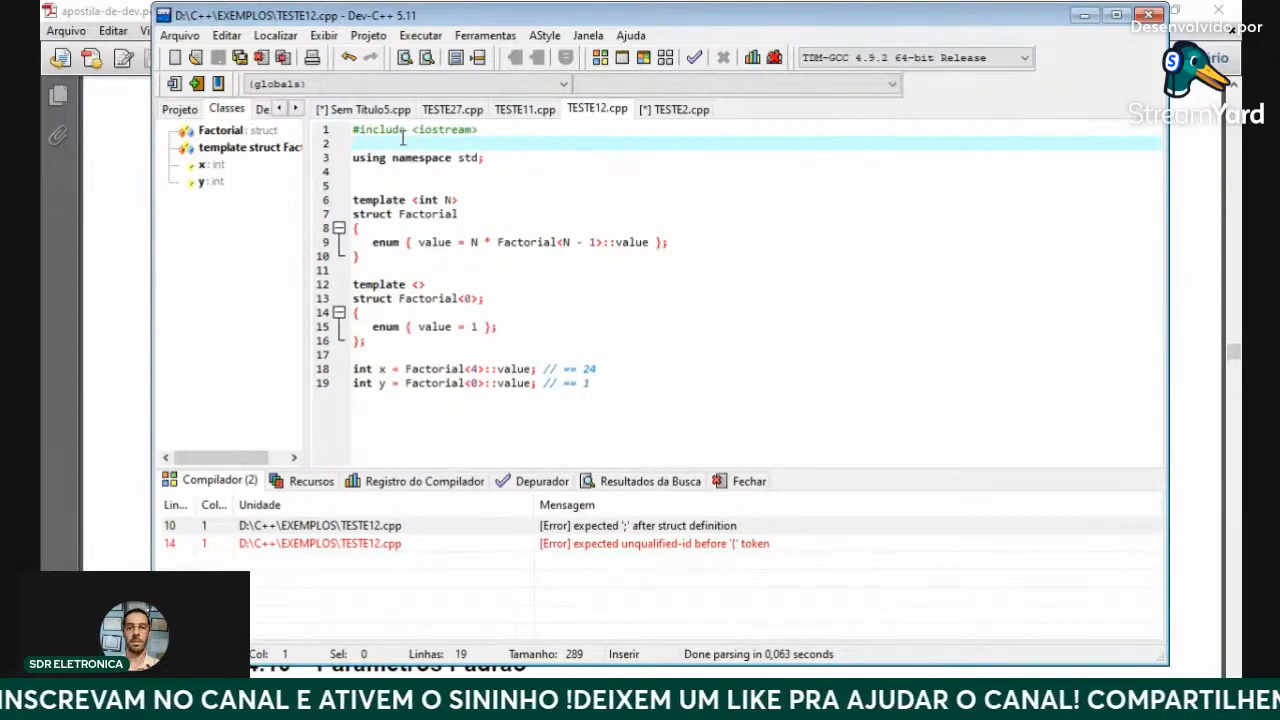 apostila-de-dev.p
D:\C++\EXEMPLOS\TESTE12.cpp - Dev-C++ 5.11
Desenvolvido por
StreamYard
Arquivo Editar
Arquivo Editar Localizar Exibir Projeto Executar Ferramentas AStyle Janela Ajuda
TDM-GCC 4.9.2 64-bit Release
(globals)
Projeto Classes De
[*] Sem Titulo5.cpp TESTE27.cpp TESTE11.cpp TESTE12.cpp [*] TESTE2.cpp
Factorial : struct
template struct Fact
x : int
y : int
1 #include <iostream>
2
3 using namespace std;
4
5
6 template <int N>
7 struct Factorial
8 {
9 enum { value = N * Factorial<N - 1>::value };
10 }
11
12 template <>
13 struct Factorial<0>;
14 {
15 enum { value = 1 };
16 };
17
18 int x = Factorial<4>::value; // == 24
19 int y = Factorial<0>::value; // == 1
Compilador (2) Recursos Registro do Compilador Depurador Resultados da Busca Fechar
Lin... Col... Unidade Mensagem
10 1 D:\C++\EXEMPLOS\TESTE12.cpp [Error] expected ';' after struct definition
14 1 D:\C++\EXEMPLOS\TESTE12.cpp [Error] expected unqualified-id before '{' token
Col: 1 Sel: 0 Linhas: 19 Tamanho: 289 Inserir Done parsing in 0,063 seconds
SDR ELETRONICA
INSCREVAM NO CANAL E ATIVEM O SININHO !DEIXEM UM LIKE PRA AJUDAR O CANAL! COMPARTILHEM